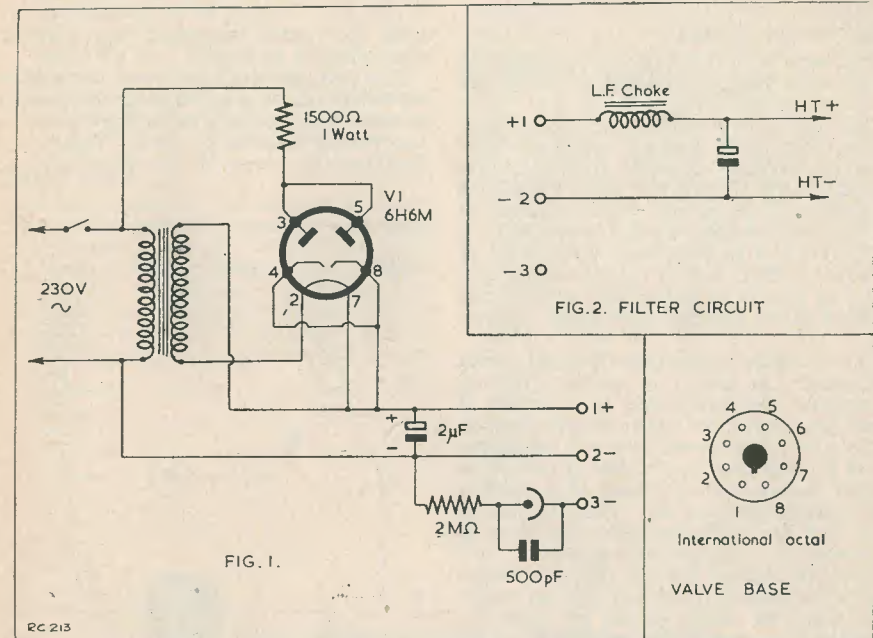 1500Ω
1 Watt
V1
6H6M
3
5
4
8
2
7
230V
∼
+
2μF
-
1+
2-
3-
2MΩ
500pF
FIG. 1.
RC 213
L.F. Choke
+1
HT+
-2
HT-
-3
FIG. 2. FILTER CIRCUIT
4
5
3
6
2
7
1
8
International octal
VALVE BASE